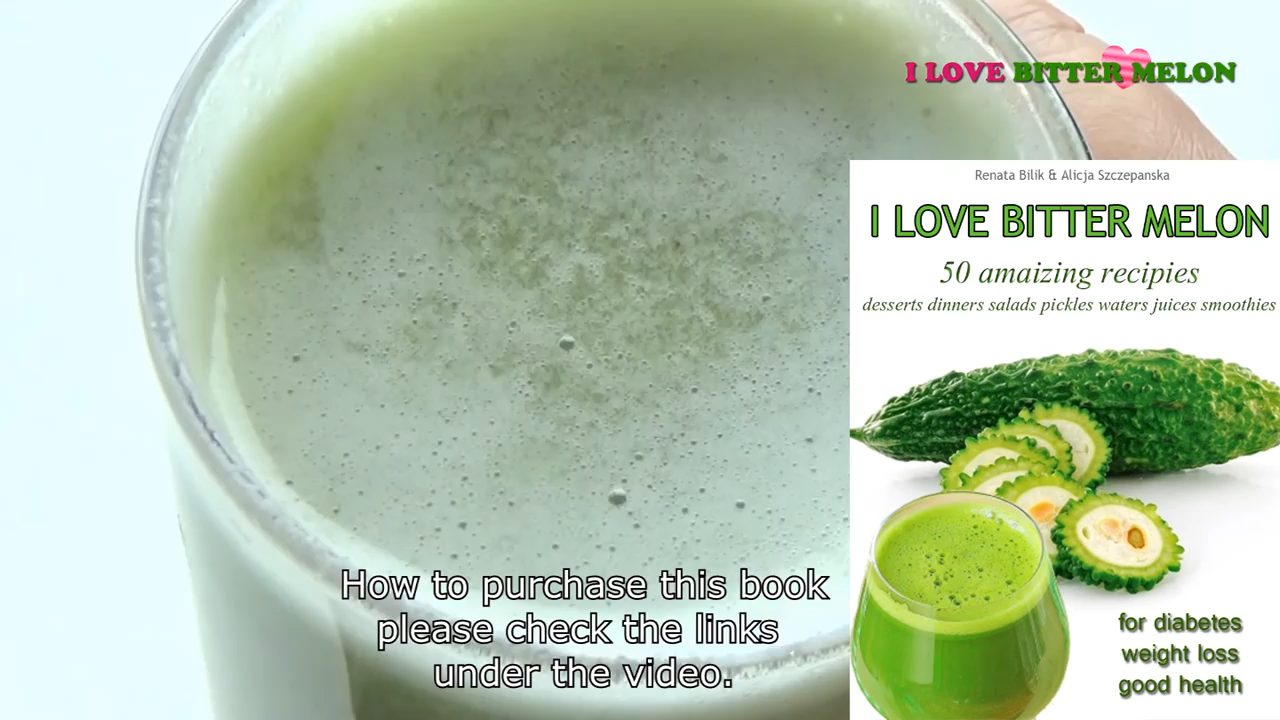 I LOVE BITTER MELON
Renata Bilik & Alicja Szczepanska
I LOVE BITTER MELON
50 amaizing recipies
desserts dinners salads pickles waters juices smoothies
for diabetes
weight loss
good health
How to purchase this book
please check the links
under the video.